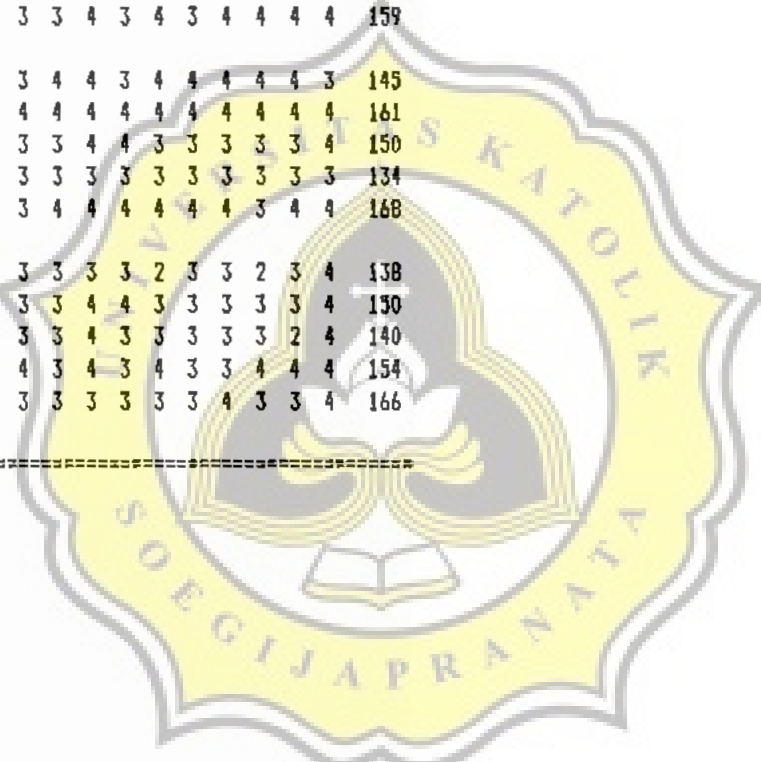 3 3 4 3 4 3 4 4 4 4 159
3 4 4 3 4 4 4 4 4 3 145
4 4 4 4 4 4 4 4 4 4 161
3 3 4 4 3 3 3 3 3 4 150
3 3 3 3 3 3 3 3 3 3 134
3 4 4 4 4 4 4 3 4 4 168
3 3 3 3 2 3 3 2 3 4 138
3 3 4 4 3 3 3 3 3 4 150
3 3 4 3 3 3 3 3 2 4 140
4 3 4 3 4 3 3 4 4 4 154
3 3 3 3 3 3 4 3 3 4 166
UNIVERSITAS KATOLIK
SOEGIJAPRANATA